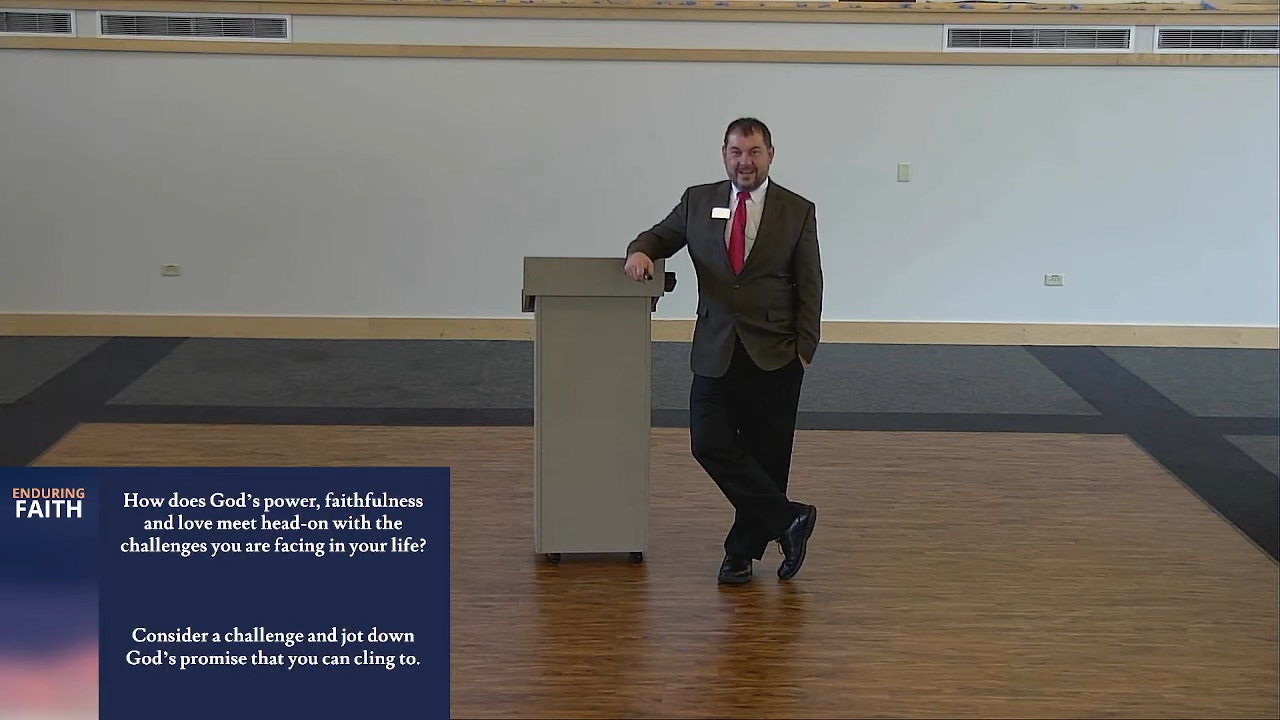 ENDURING
FAITH
How does God's power, faithfulness
and love meet head-on with the
challenges you are facing in your life?
Consider a challenge and jot down
God's promise that you can cling to.